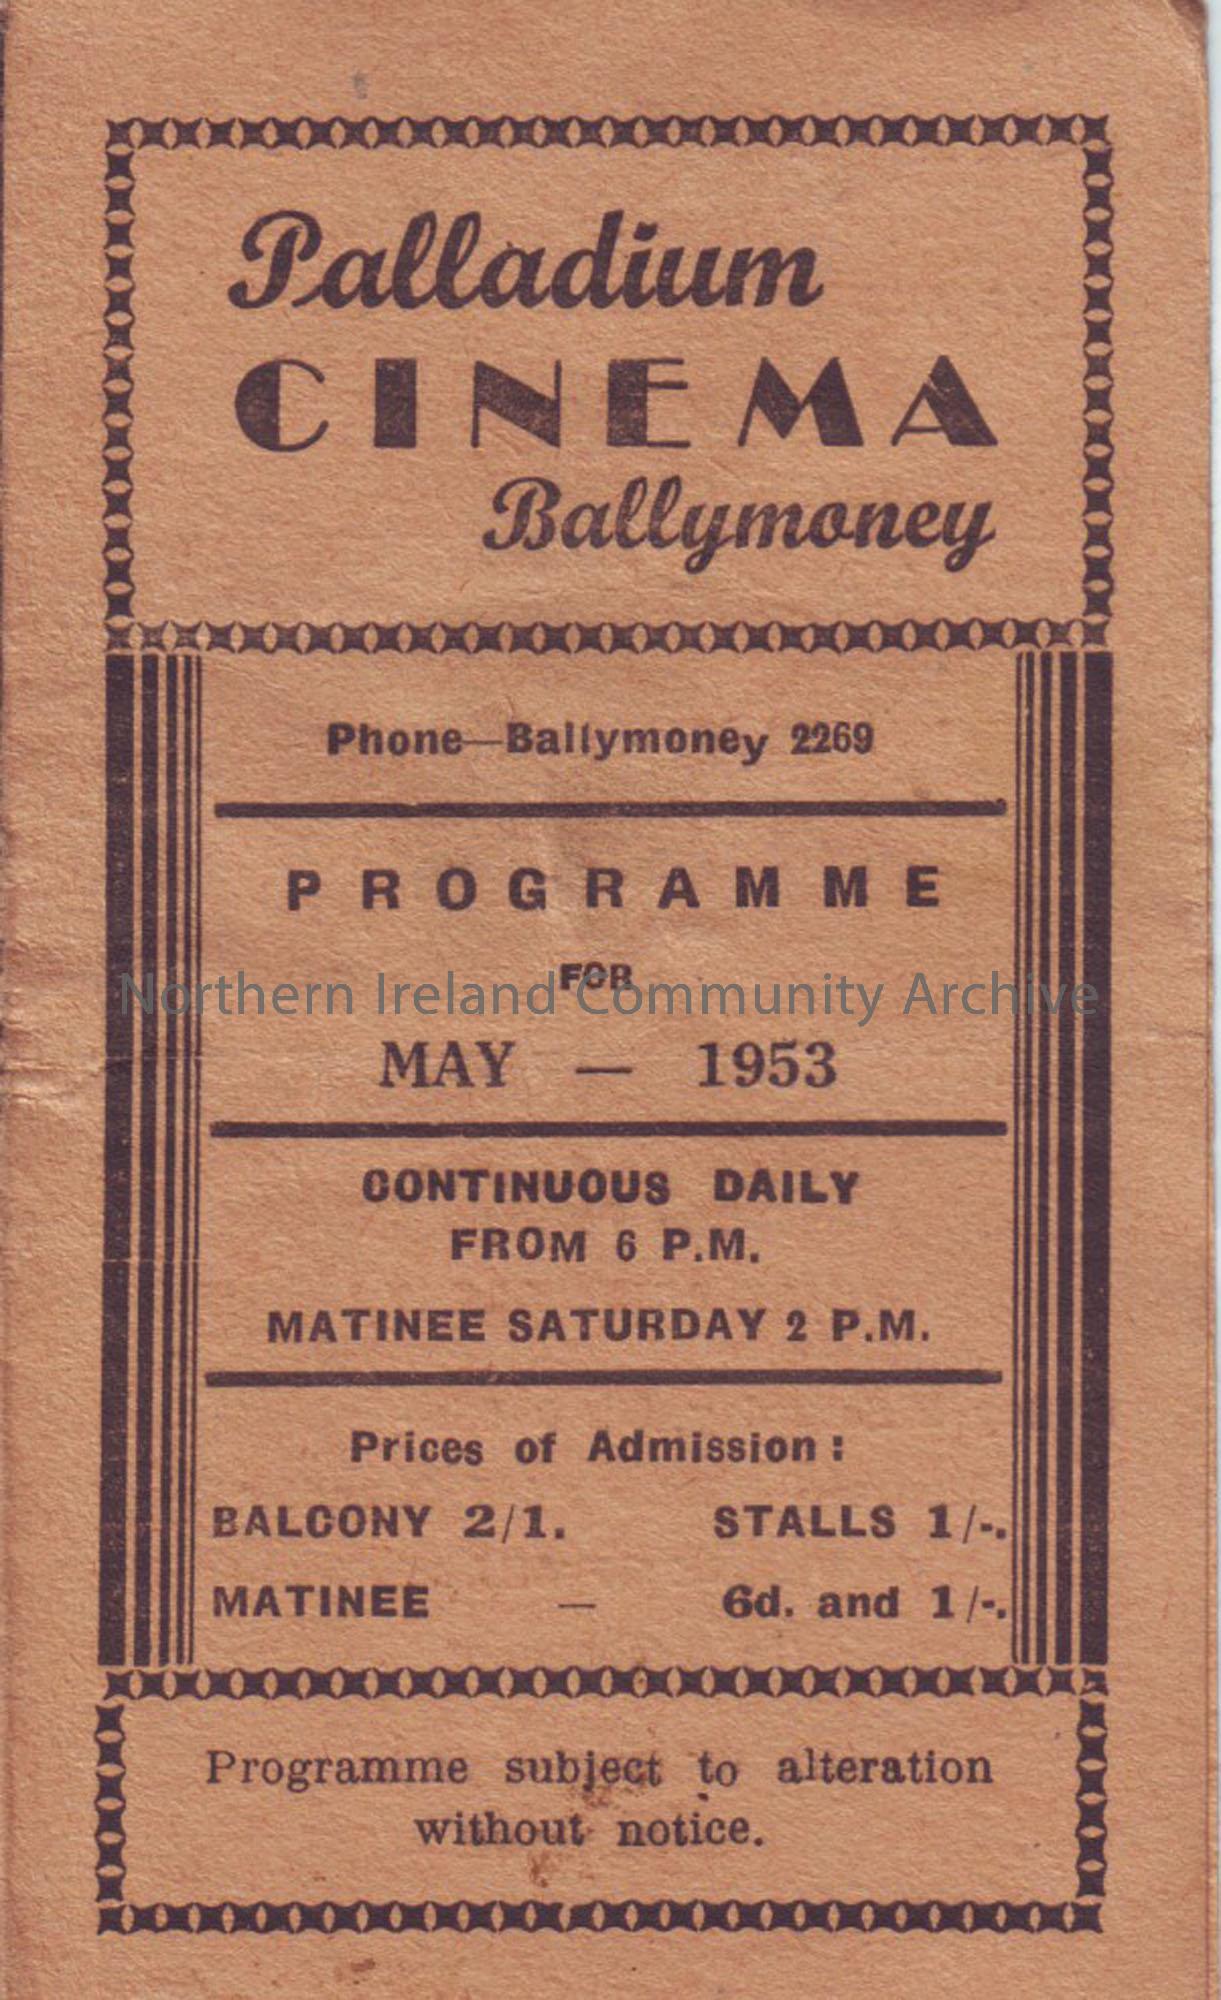 Palladium
CINEMA
Ballymoney
Phone—Ballymoney 2269
PROGRAMME
FOR
Northern Ireland Community Archive
MAY — 1953
CONTINUOUS DAILY
FROM 6 P.M.
MATINEE SATURDAY 2 P.M.
Prices of Admission :
BALCONY 2/1. STALLS 1/-.
MATINEE — 6d. and 1/-.
Programme subject to alteration
without notice.